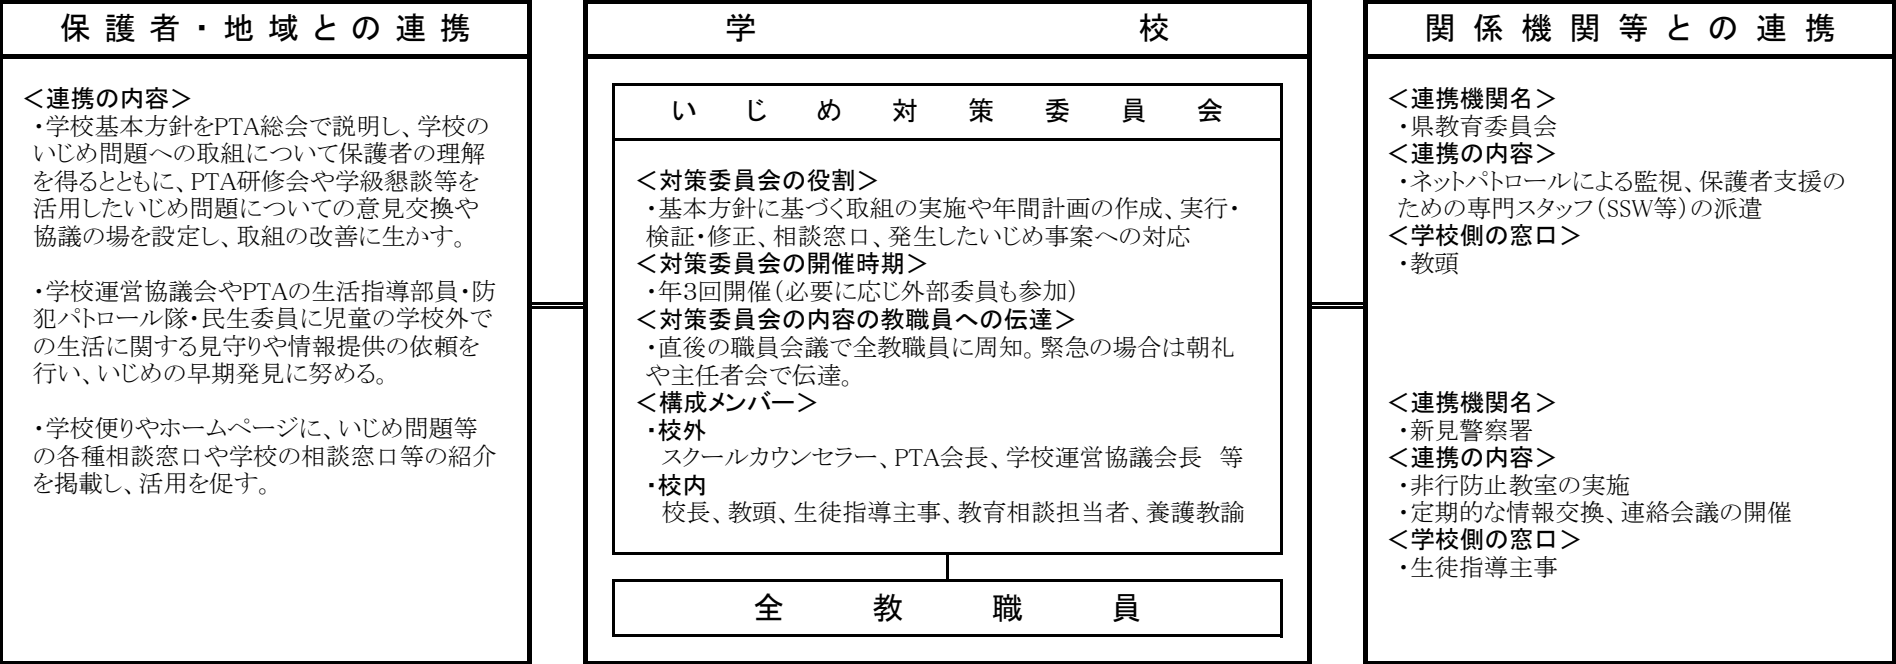 保護者・地域との連携
＜連携の内容＞
・学校基本方針をPTA総会で説明し、学校の
いじめ問題への取組について保護者の理解
を得るとともに、PTA研修会や学級懇談等を
活用したいじめ問題についての意見交換や
協議の場を設定し、取組の改善に生かす。
・学校運営協議会やPTAの生活指導部員・防
犯パトロール隊・民生委員に児童の学校外で
の生活に関する見守りや情報提供の依頼を
行い、いじめの早期発見に努める。
・学校便りやホームページに、いじめ問題等
の各種相談窓口や学校の相談窓口等の紹介
を掲載し、活用を促す。
学校
いじめ対策委員会
＜対策委員会の役割＞
・基本方針に基づく取組の実施や年間計画の作成、実行・
検証・修正、相談窓口、発生したいじめ事案への対応
＜対策委員会の開催時期＞
・年３回開催（必要に応じ外部委員も参加）
＜対策委員会の内容の教職員への伝達＞
・直後の職員会議で全教職員に周知。緊急の場合は朝礼
や主任者会で伝達。
＜構成メンバー＞
・校外
スクールカウンセラー、PTA会長、学校運営協議会長　等
・校内
校長、教頭、生徒指導主事、教育相談担当者、養護教諭
全教職員
関係機関等との連携
＜連携機関名＞
・県教育委員会
＜連携の内容＞
・ネットパトロールによる監視、保護者支援の
ための専門スタッフ（SSW等）の派遣
＜学校側の窓口＞
・教頭
＜連携機関名＞
・新見警察署
＜連携の内容＞
・非行防止教室の実施
・定期的な情報交換、連絡会議の開催
＜学校側の窓口＞
・生徒指導主事